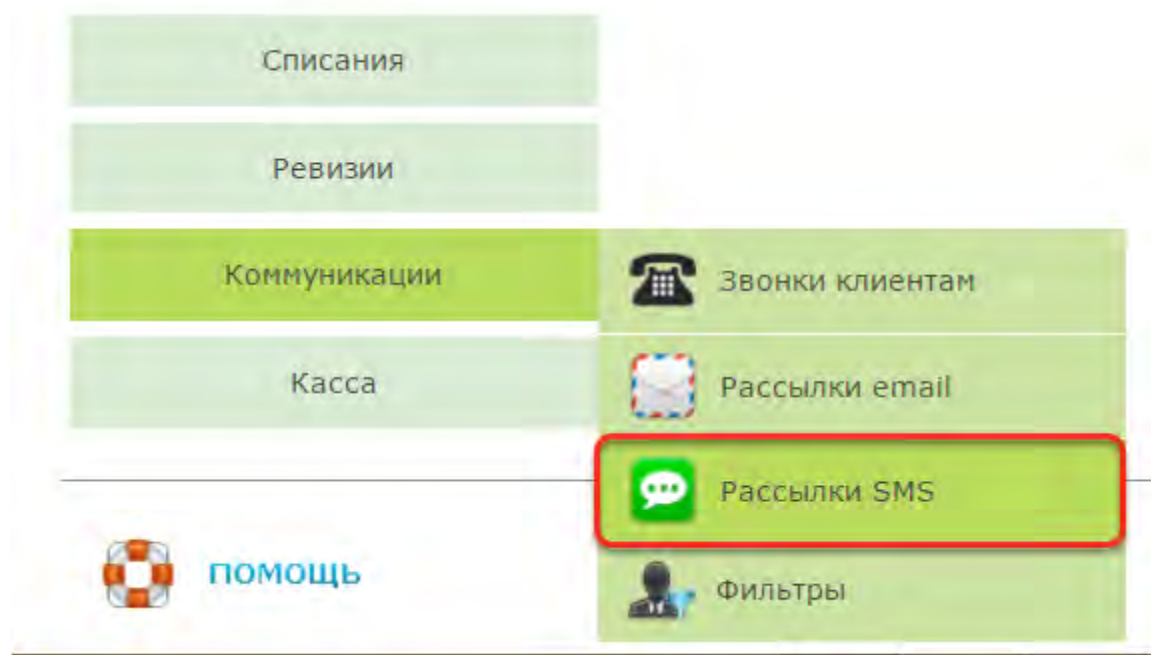 Списания
Ревизии
Коммуникации
Звонки клиентам
Касса
Рассылки email
Рассылки SMS
помощь
Фильтры